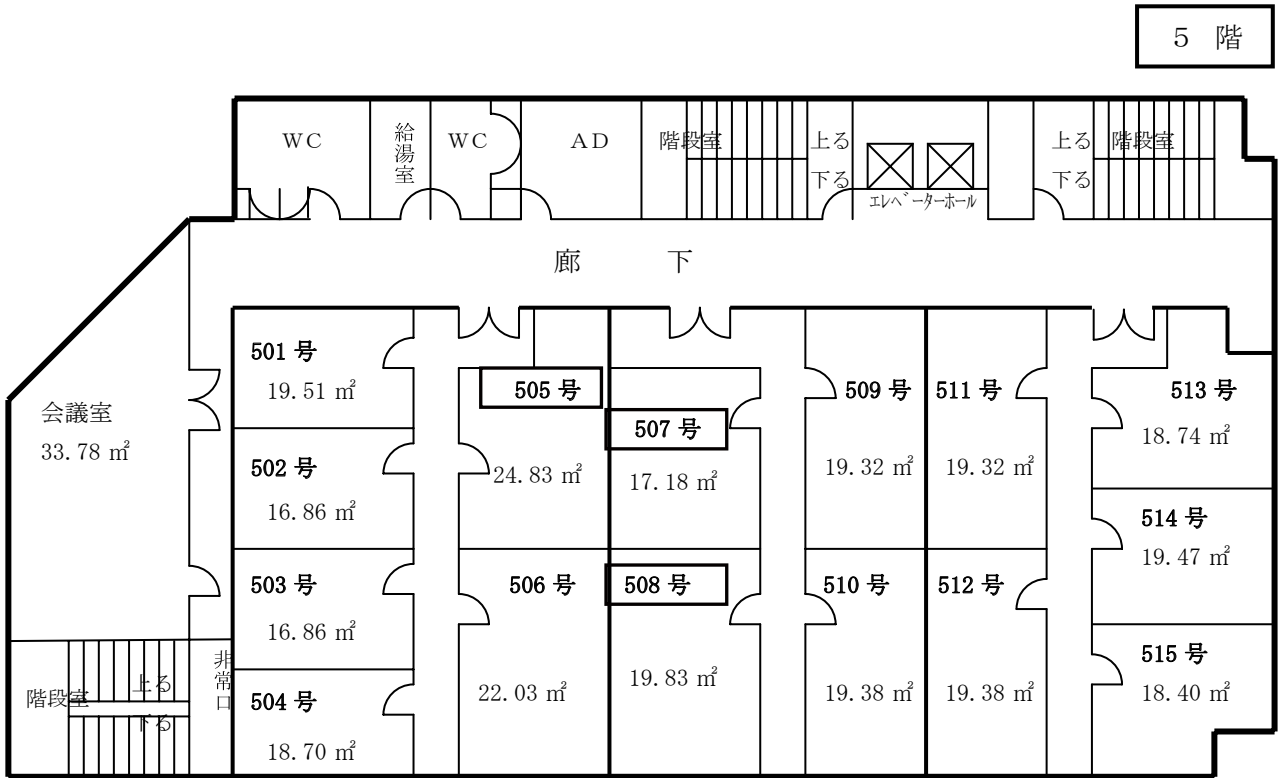 5 階
WC
給湯室
WC
AD
階段室
上る
下る
エレベーターホール
上る
下る
階段室
廊 下
501 号
19.51 ㎡
502 号
16.86 ㎡
503 号
16.86 ㎡
504 号
18.70 ㎡
505 号
24.83 ㎡
506 号
22.03 ㎡
507 号
17.18 ㎡
508 号
19.83 ㎡
509 号
19.32 ㎡
510 号
19.38 ㎡
511 号
19.32 ㎡
512 号
19.38 ㎡
513 号
18.74 ㎡
514 号
19.47 ㎡
515 号
18.40 ㎡
会議室
33.78 ㎡
階段室
上る
下る
非常口